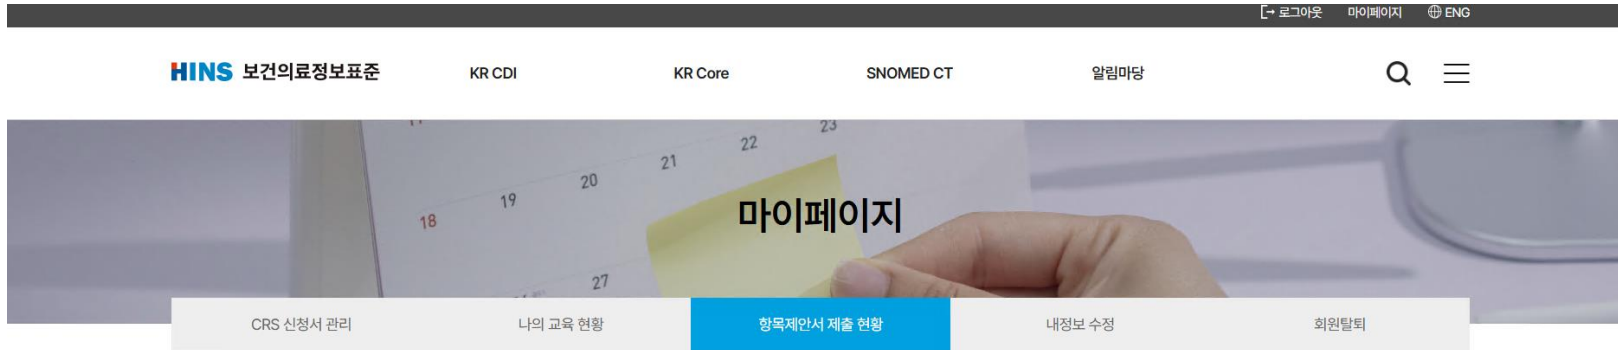 로그아웃 마이페이지 ENG
HINS 보건의료정보표준 KR CDI KR Core SNOMED CT 알림마당
23
22
21
20
19
18
마이페이지
27
CRS 신청서 관리 나의 교육 현황 항목제안서 제출 현황 내정보 수정 회원탈퇴